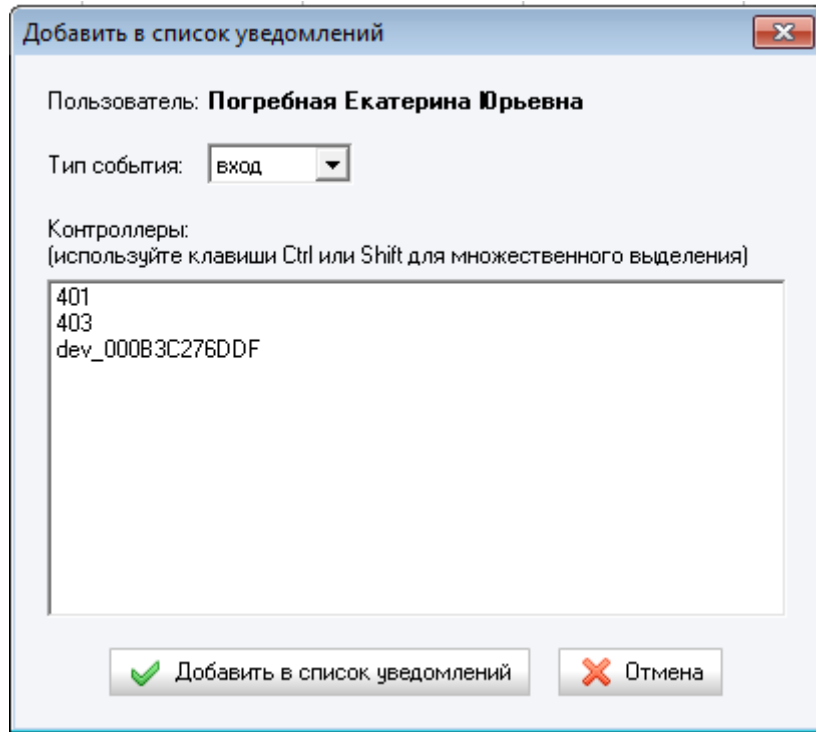 Добавить в список уведомлений
Пользователь: Погребная Екатерина Юрьевна
Тип события: вход
Контроллеры:
(используйте клавиши Ctrl или Shift для множественного выделения)
401
403
dev_000B3C276DDF
Добавить в список уведомлений Отмена